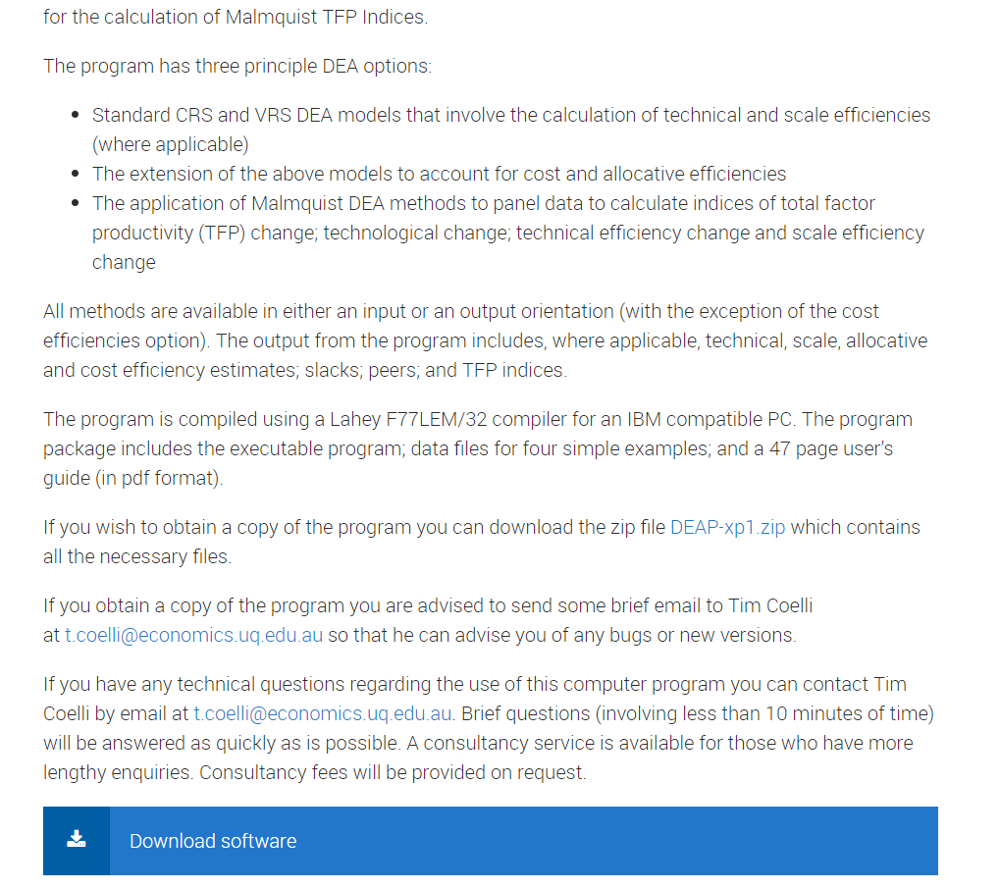 for the calculation of Malmquist TFP Indices.
The program has three principle DEA options:
Standard CRS and VRS DEA models that involve the calculation of technical and scale efficiencies
(where applicable)
The extension of the above models to account for cost and allocative efficiencies
The application of Malmquist DEA methods to panel data to calculate indices of total factor
productivity (TFP) change; technological change; technical efficiency change and scale efficiency
change
All methods are available in either an input or an output orientation (with the exception of the cost
efficiencies option). The output from the program includes, where applicable, technical, scale, allocative
and cost efficiency estimates; slacks; peers; and TFP indices.
The program is compiled using a Lahey F77LEM/32 compiler for an IBM compatible PC. The program
package includes the executable program; data files for four simple examples; and a 47 page user's
guide (in pdf format).
If you wish to obtain a copy of the program you can download the zip file DEAP-xp1.zip which contains
all the necessary files.
If you obtain a copy of the program you are advised to send some brief email to Tim Coelli
at t.coelli@economics.uq.edu.au so that he can advise you of any bugs or new versions.
If you have any technical questions regarding the use of this computer program you can contact Tim
Coelli by email at t.coelli@economics.uq.edu.au. Brief questions (involving less than 10 minutes of time)
will be answered as quickly as is possible. A consultancy service is available for those who have more
lengthy enquiries. Consultancy fees will be provided on request.
Download software